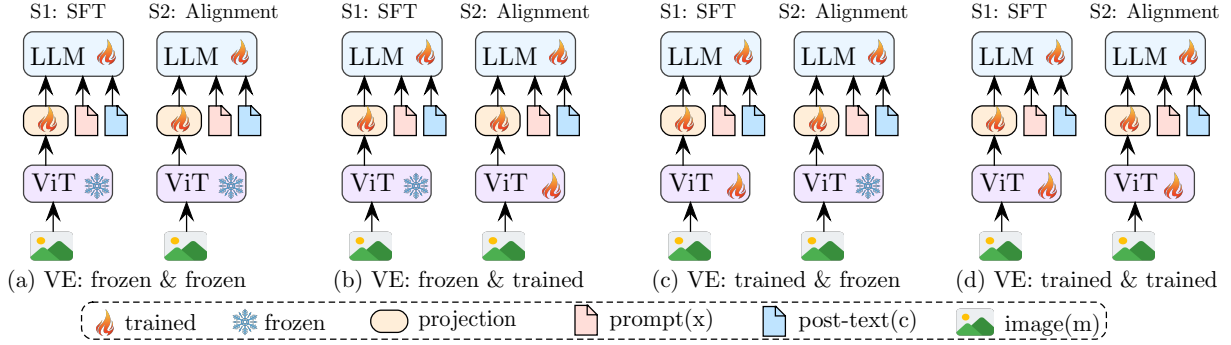 S1: SFT S2: Alignment S1: SFT S2: Alignment S1: SFT S2: Alignment S1: SFT S2: Alignment
LLM LLM LLM LLM LLM LLM LLM LLM
ViT ViT ViT ViT ViT ViT ViT ViT
(a) VE: frozen & frozen (b) VE: frozen & trained (c) VE: trained & frozen (d) VE: trained & trained
trained frozen projection prompt(x) post-text(c) image(m)